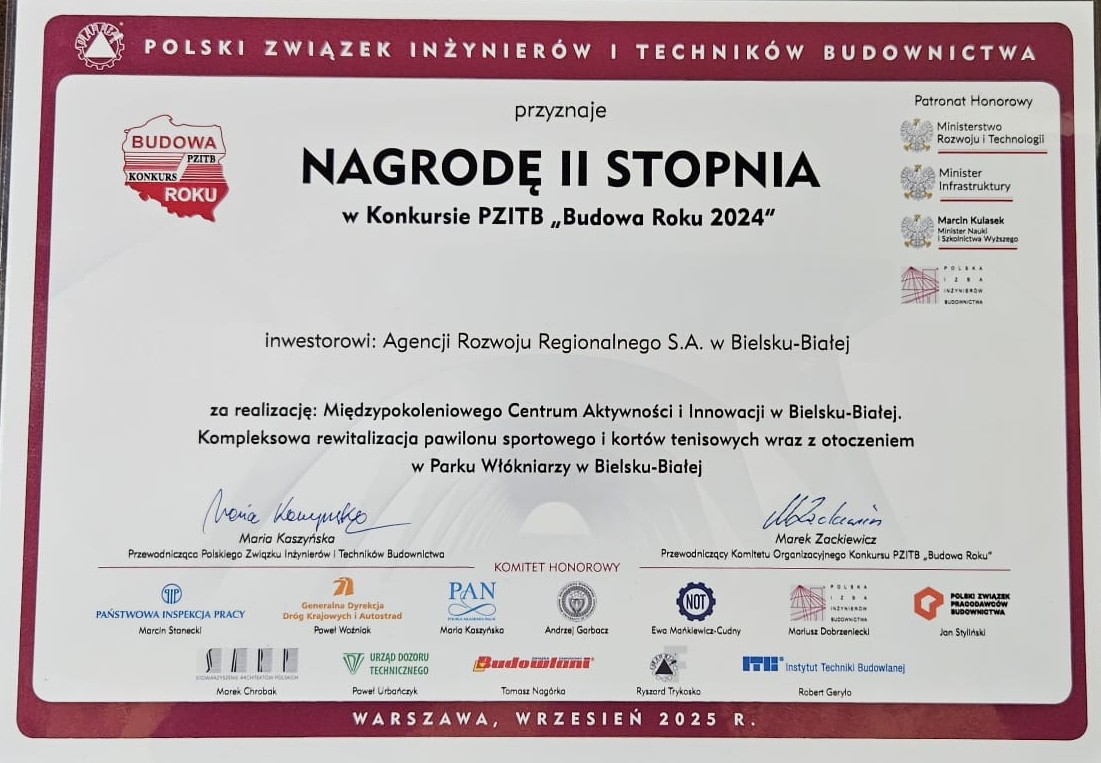 POLSKI ZWIĄZEK INŻYNIERÓW I TECHNIKÓW BUDOWNICTWA
BUDOWA
PZITB
KONKURS
ROKU
przyznaje
NAGRODĘ II STOPNIA
w Konkursie PZITB „Budowa Roku 2024“
Patronat Honorowy
Ministerstwo
Rozwoju i Technologii
Minister
Infrastruktury
Marcin Kulasek
Minister Nauki
i Szkolnictwa Wyższego
POLSKA
IZBA
INŻYNIERÓW
BUDOWNICTWA
inwestorowi: Agencji Rozwoju Regionalnego S.A. w Bielsku-Białej
za realizację: Międzypokoleniowego Centrum Aktywności i Innowacji w Bielsku-Białej.
Kompleksowa rewitalizacja pawilonu sportowego i kortów tenisowych wraz z otoczeniem
w Parku Włókniarzy w Bielsku-Białej
Maria Kaszyńska
Przewodnicząca Polskiego Związku Inżynierów i Techników Budownictwa
Marek Zackiewicz
Przewodniczący Komitetu Organizacyjnego Konkursu PZITB „Budowa Roku“
KOMITET HONOROWY
PAŃSTWOWA INSPEKCJA PRACY
Marcin Stanecki
Generalna Dyrekcja
Dróg Krajowych i Autostrad
Paweł Woźniak
PAN
POLSKA AKADEMIA NAUK
Maria Kaszyńska
Andrzej Garbacz
NOT
Ewa Mańkiewicz-Cudny
POLSKA
IZBA
INŻYNIERÓW
BUDOWNICTWA
Mariusz Dobrzeniecki
POLSKI ZWIĄZEK
PRACODAWCÓW
BUDOWNICTWA
Jan Styliński
SARP
STOWARZYSZENIE ARCHITEKTÓW POLSKICH
Marek Chrobak
URZĄD DOZORU
TECHNICZNEGO
Paweł Urbańczyk
Budowlani
Tomasz Nagórka
Ryszard Trykosko
ITB Instytut Techniki Budowlanej
Robert Geryło
WARSZAWA, WRZESIEŃ 2025 R.